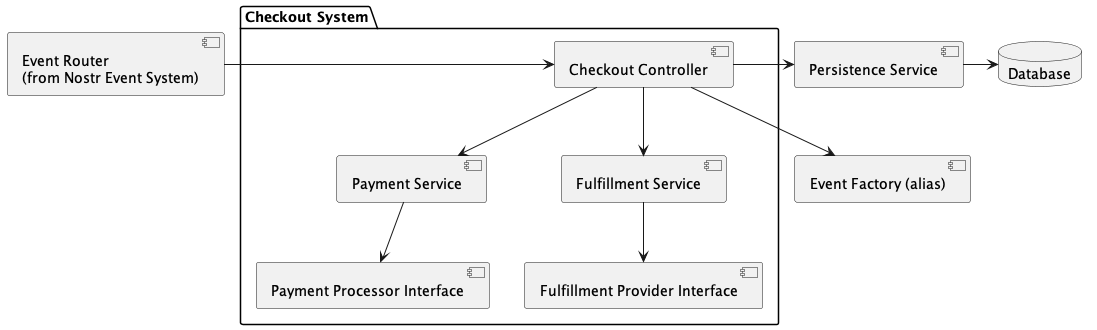 Checkout System
Event Router
(from Nostr Event System)
Checkout Controller
Persistence Service
Database
Payment Service
Fulfillment Service
Event Factory (alias)
Payment Processor Interface
Fulfillment Provider Interface